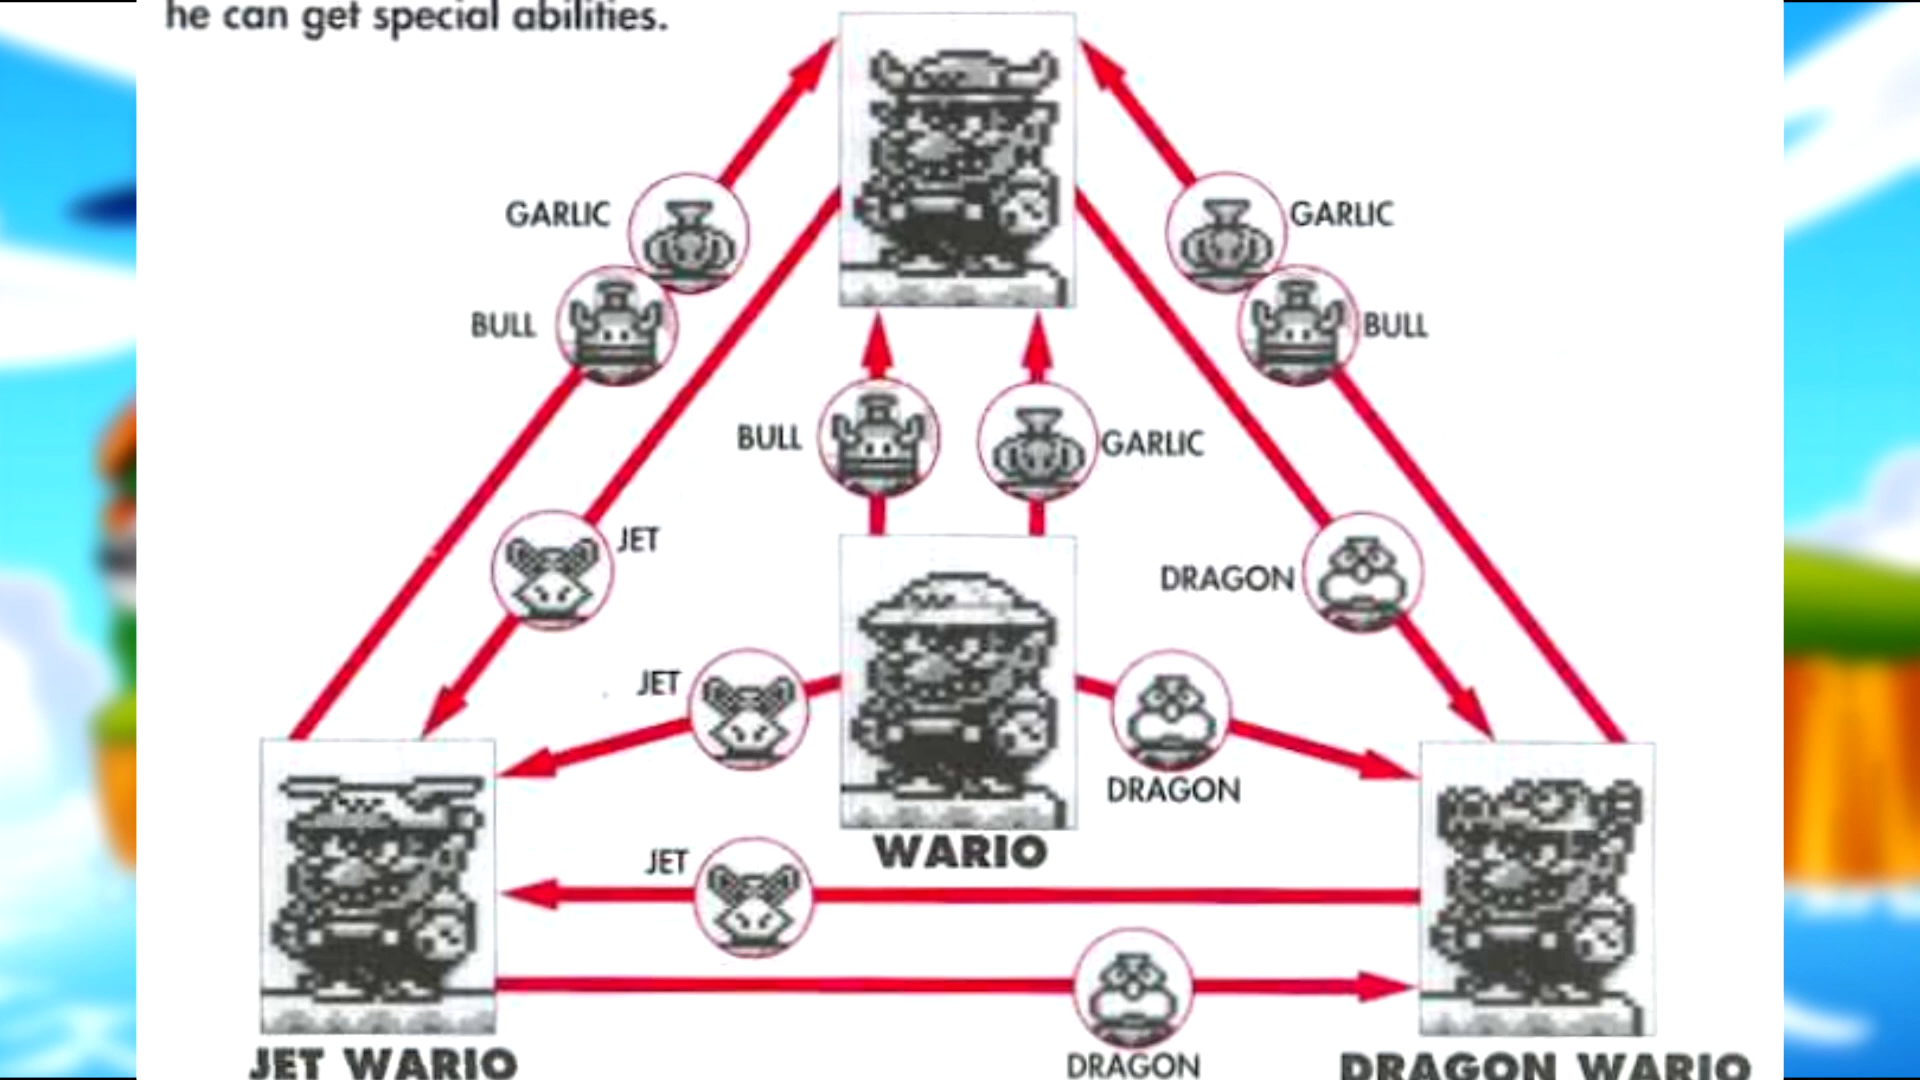 he can get special abilities.
GARLIC
GARLIC
BULL
BULL
BULL
GARLIC
JET
DRAGON
JET
DRAGON
WARIO
JET
JET WARIO
DRAGON
DRAGON WARIO